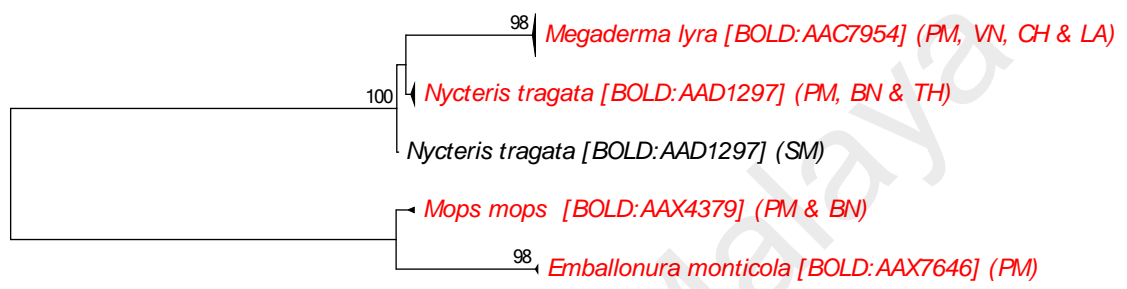 98 Megaderma lyra [BOLD:AAC7954] (PM, VN, CH & LA)
100 Nycteris tragata [BOLD:AAD1297] (PM, BN & TH)
Nycteris tragata [BOLD:AAD1297] (SM)
Mops mops [BOLD:AAX4379] (PM & BN)
98 Emballonura monticola [BOLD:AAX7646] (PM)
Malaya